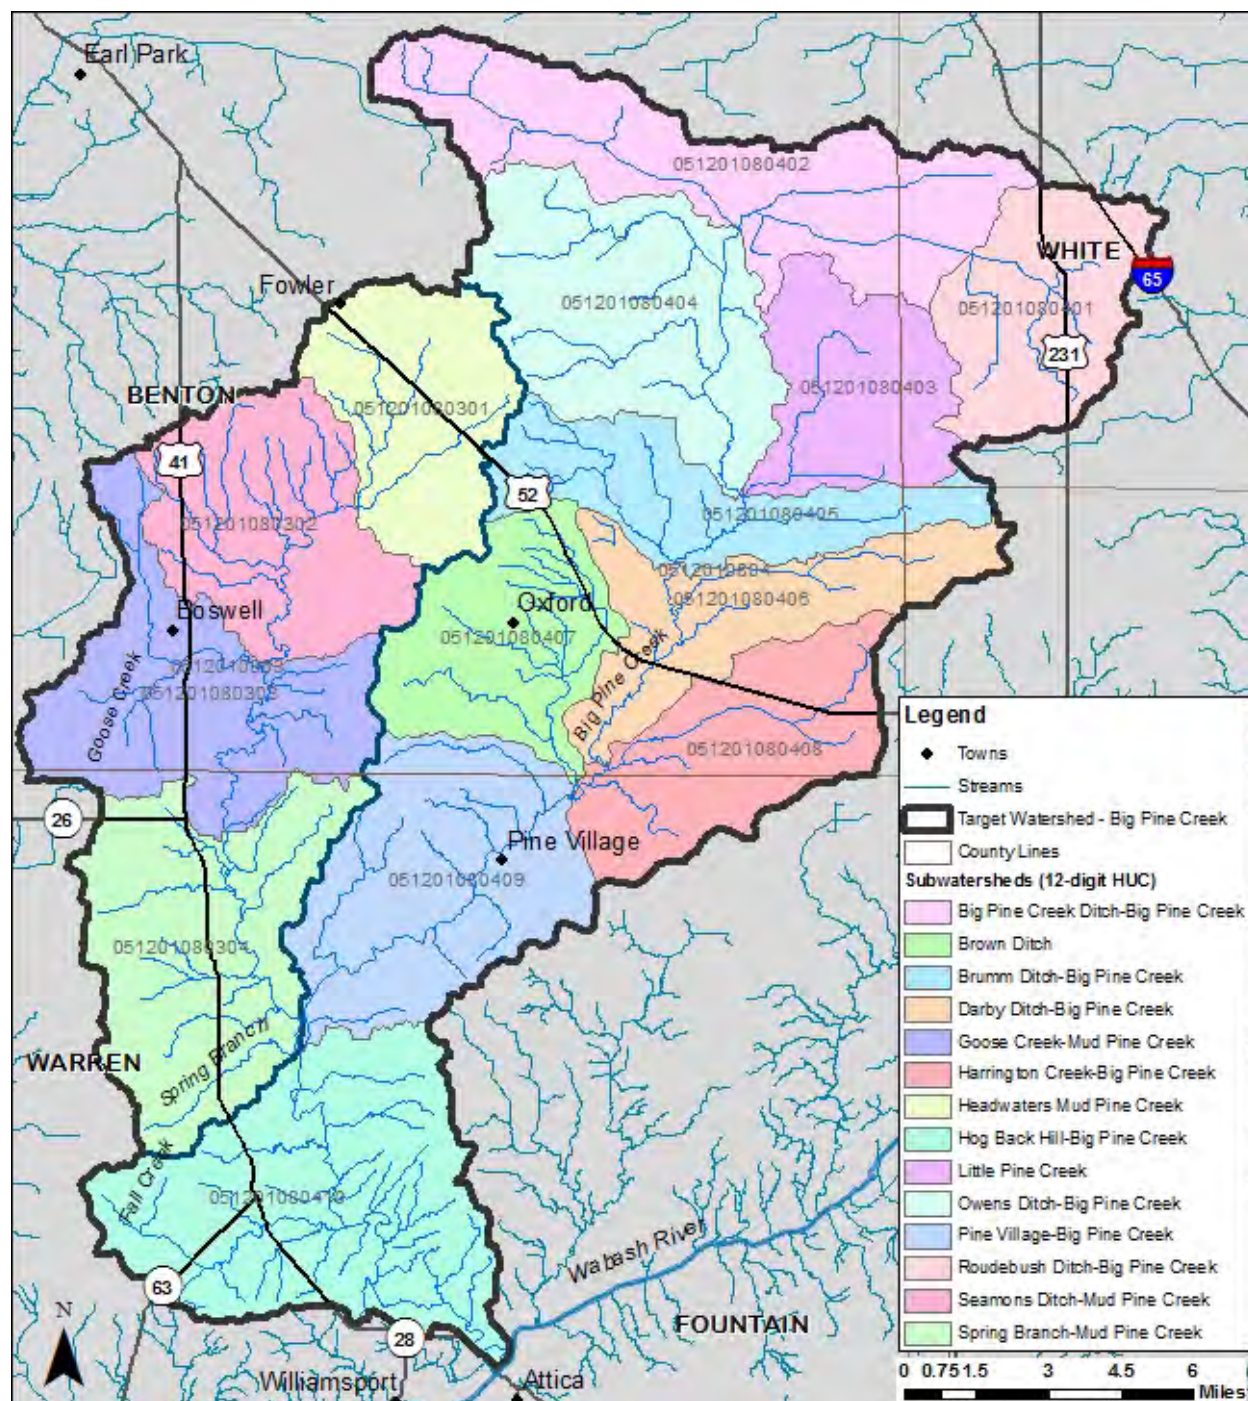 Earl Park
051201080402
WHITE
65
Fowler
051201080404
051201080401
231
BENTON
051201080403
051201080301
41
52
051201080302
051201080405
Boswell
Oxford
051201080406
051201080407
Goose Creek
Big Pine Creek
051201080303
051201080408
26
Pine Village
051201080409
051201080304
Spring Branch
WARREN
Fall Creek
051201080410
Wabash River
63
N
28
FOUNTAIN
Williamsport
Attica
Legend
Towns
Streams
Target Watershed - Big Pine Creek
County Lines
Subwatersheds (12-digit HUC)
Big Pine Creek Ditch-Big Pine Creek
Brown Ditch
Brumm Ditch-Big Pine Creek
Darby Ditch-Big Pine Creek
Goose Creek-Mud Pine Creek
Harrington Creek-Big Pine Creek
Headwaters Mud Pine Creek
Hog Back Hill-Big Pine Creek
Little Pine Creek
Owens Ditch-Big Pine Creek
Pine Village-Big Pine Creek
Roudebush Ditch-Big Pine Creek
Seamons Ditch-Mud Pine Creek
Spring Branch-Mud Pine Creek
0 0.75 1.5 3 4.5 6
Miles